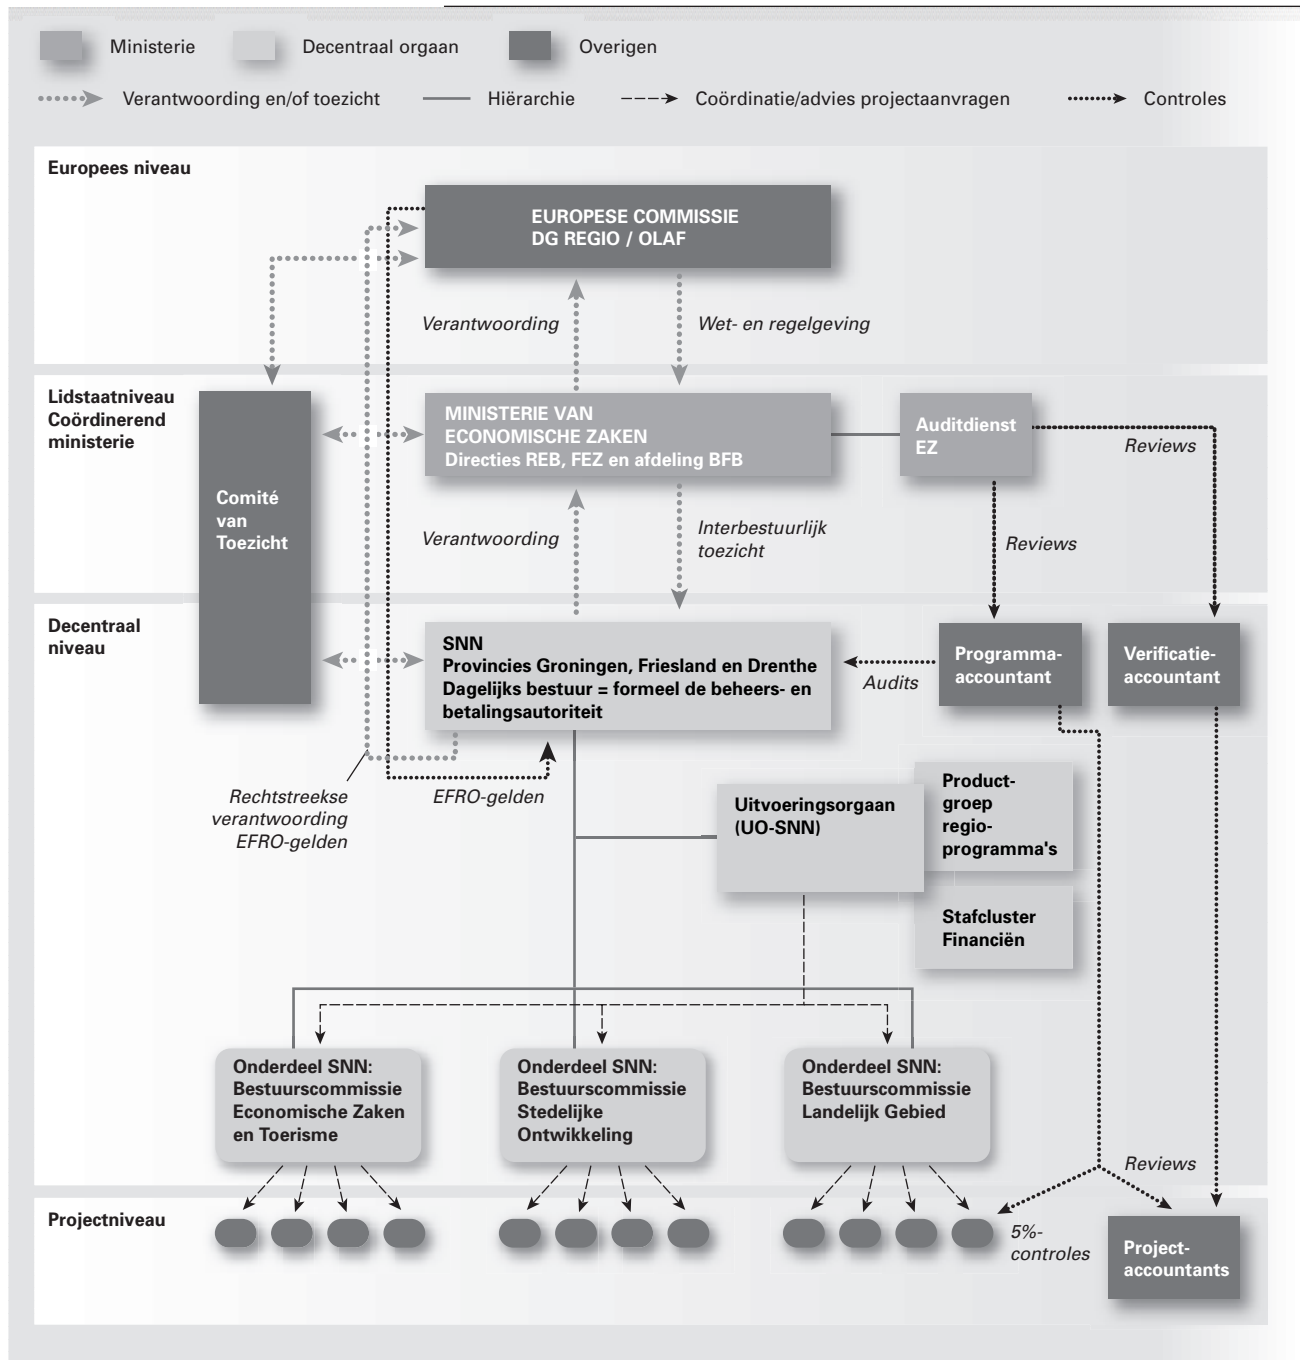 Ministerie
Decentraal orgaan
Overigen
Verantwoording en/of toezicht
Hiërarchie
Coördinatie/advies projectaanvragen
Controles
Europees niveau
EUROPESE COMMISSIE
DG REGIO / OLAF
Verantwoording
Wet- en regelgeving
Lidstaatniveau
Coördinerend
ministerie
MINISTERIE VAN
ECONOMISCHE ZAKEN
Directies REB, FEZ en afdeling BFB
Auditdienst
EZ
Reviews
Comité
van
Toezicht
Verantwoording
Interbestuurlijk
toezicht
Reviews
Decentraal
niveau
SNN
Provincies Groningen, Friesland en Drenthe
Dagelijks bestuur = formeel de beheers- en
betalingsautoriteit
Audits
Programma-
accountant
Verificatie-
accountant
Rechtstreekse
verantwoording
EFRO-gelden
EFRO-gelden
Uitvoeringsorgaan
(UO-SNN)
Product-
groep
regio-
programma's
Stafcluster
Financiën
Onderdeel SNN:
Bestuurscommissie
Economische Zaken
en Toerisme
Onderdeel SNN:
Bestuurscommissie
Stedelijke
Ontwikkeling
Onderdeel SNN:
Bestuurscommissie
Landelijk Gebied
Reviews
Projectniveau
5%-
controles
Project-
accountants